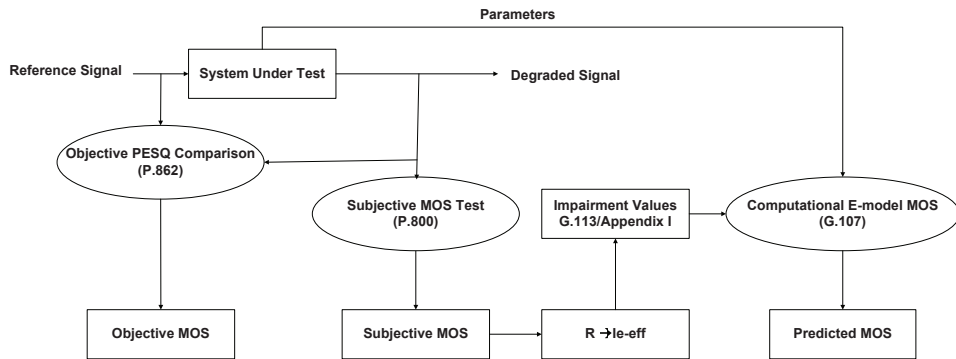 Parameters
Reference Signal
System Under Test
Degraded Signal
Objective PESQ Comparison
(P.862)
Subjective MOS Test
(P.800)
Impairment Values
G.113/Appendix I
Computational E-model MOS
(G.107)
Objective MOS
Subjective MOS
R →Ie-eff
Predicted MOS